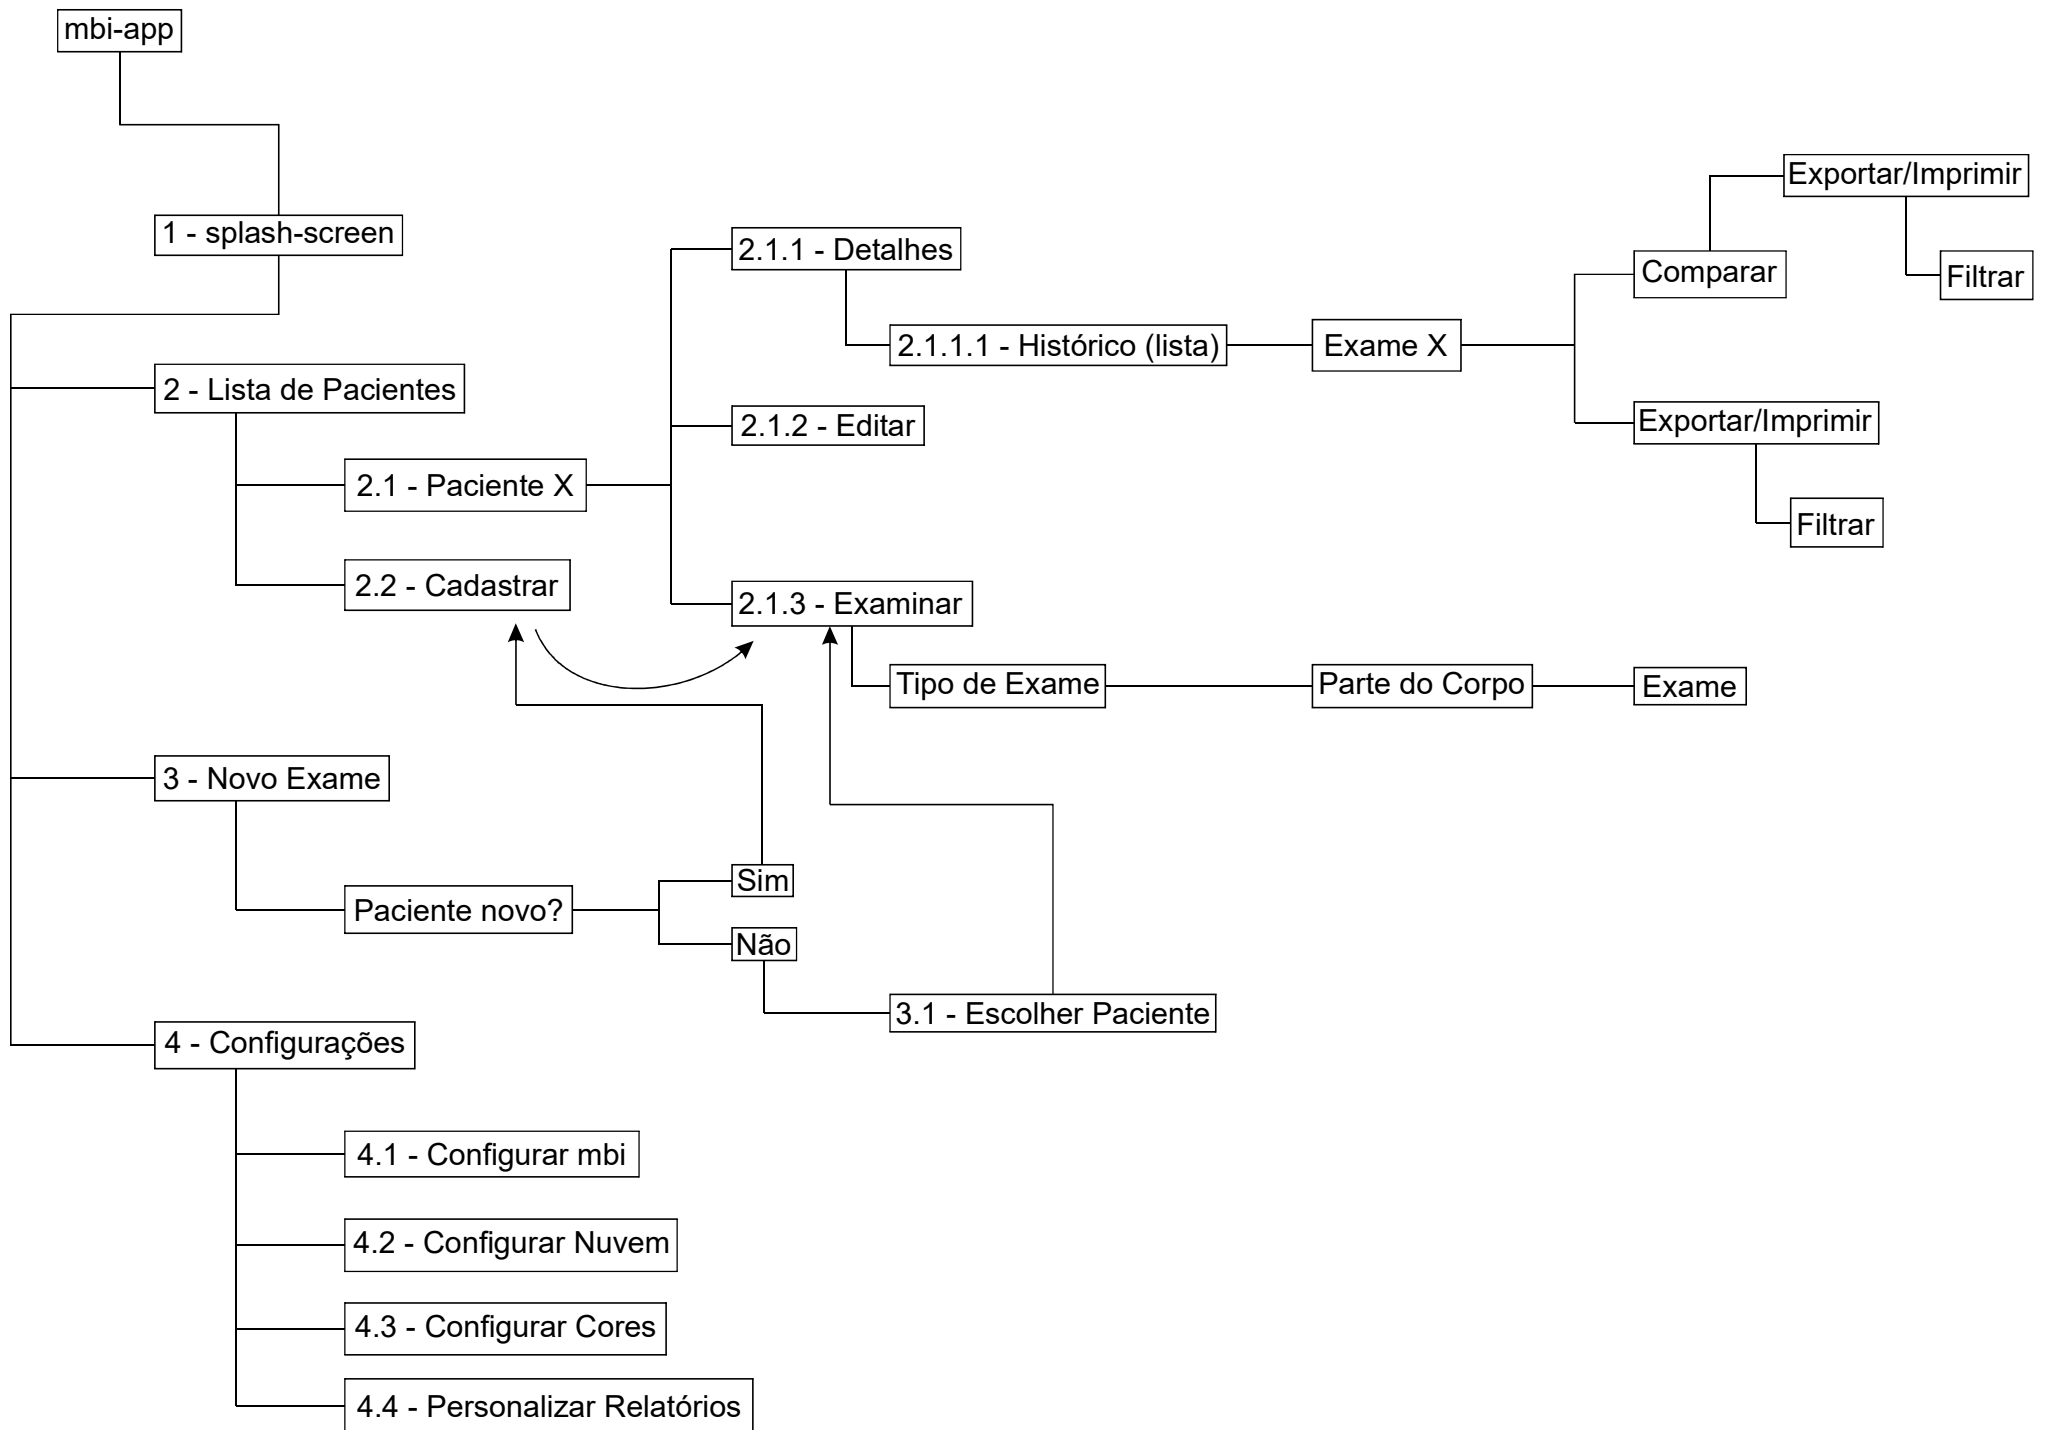 mbi-app
Exportar/Imprimir
1 - splash-screen
2.1.1 - Detalhes
Comparar
Filtrar
2.1.1.1 - Histórico (lista)
Exame X
2 - Lista de Pacientes
2.1.2 - Editar
Exportar/Imprimir
2.1 - Paciente X
Filtrar
2.2 - Cadastrar
2.1.3 - Examinar
Tipo de Exame
Parte do Corpo
Exame
3 - Novo Exame
Sim
Paciente novo?
Não
3.1 - Escolher Paciente
4 - Configurações
4.1 - Configurar mbi
4.2 - Configurar Nuvem
4.3 - Configurar Cores
4.4 - Personalizar Relatórios